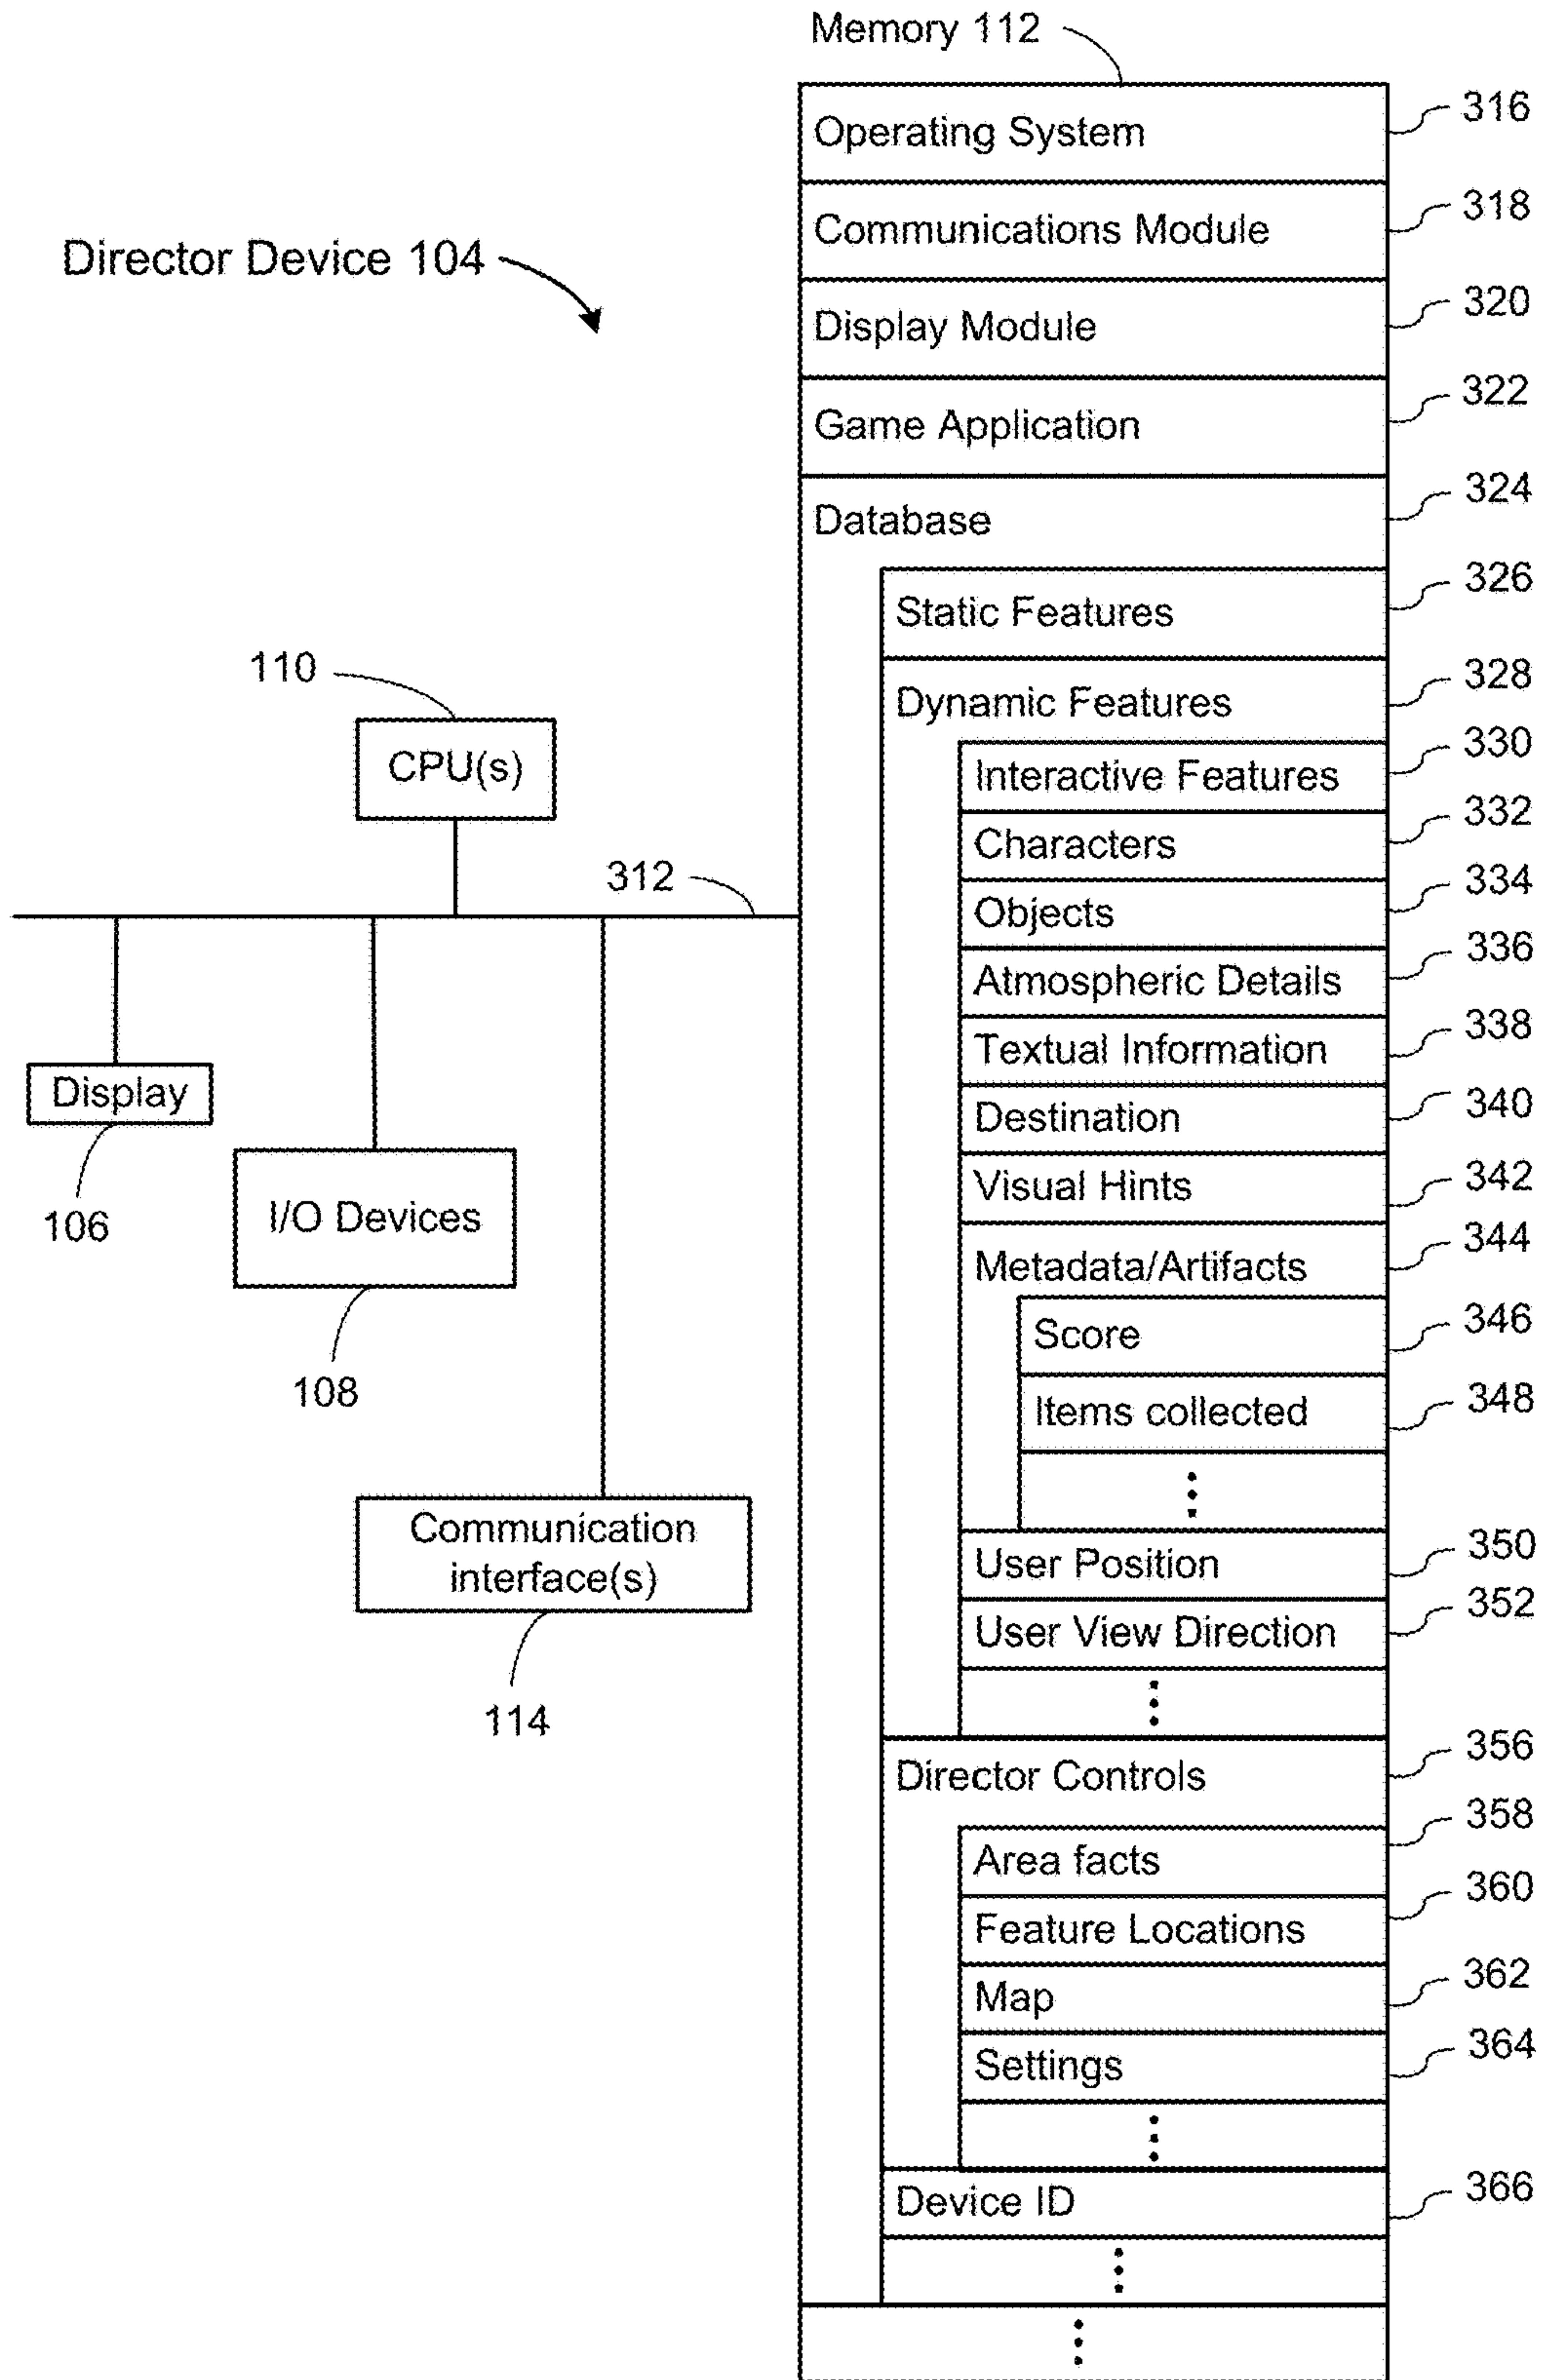 Memory 112
Operating System 316
Communications Module 318
Director Device 104
Display Module 320
Game Application 322
Database 324
Static Features 326
Dynamic Features 328
Interactive Features 330
Characters 332
Objects 334
Atmospheric Details 336
Textual Information 338
Destination 340
Visual Hints 342
Metadata/Artifacts 344
Score 346
Items collected 348
User Position 350
User View Direction 352
Director Controls 356
Area facts 358
Feature Locations 360
Map 362
Settings 364
Device ID 366
110
CPU(s)
312
Display
106
I/O Devices
108
Communication
interface(s)
114